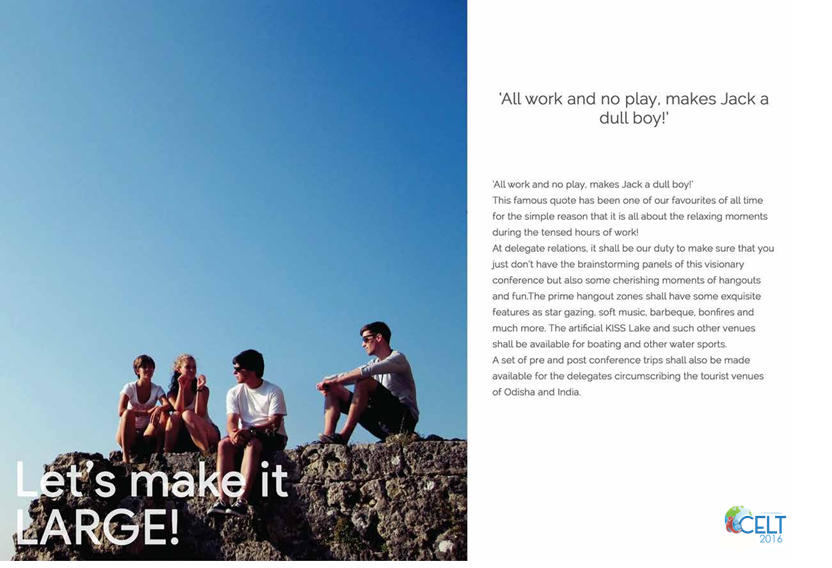 'All work and no play, makes Jack a
dull boy!'
'All work and no play, makes Jack a dull boy!'
This famous quote has been one of our favourites of all time
for the simple reason that it is all about the relaxing moments
during the tensed hours of work!
At delegate relations, it shall be our duty to make sure that you
just don't have the brainstorming panels of this visionary
conference but also some cherishing moments of hangouts
and fun.The prime hangout zones shall have some exquisite
features as star gazing, soft music, barbeque, bonfires and
much more. The artificial KISS Lake and such other venues
shall be available for boating and other water sports.
A set of pre and post conference trips shall also be made
available for the delegates circumscribing the tourist venues
of Odisha and India.
Let's make it
LARGE!
CELT
2016